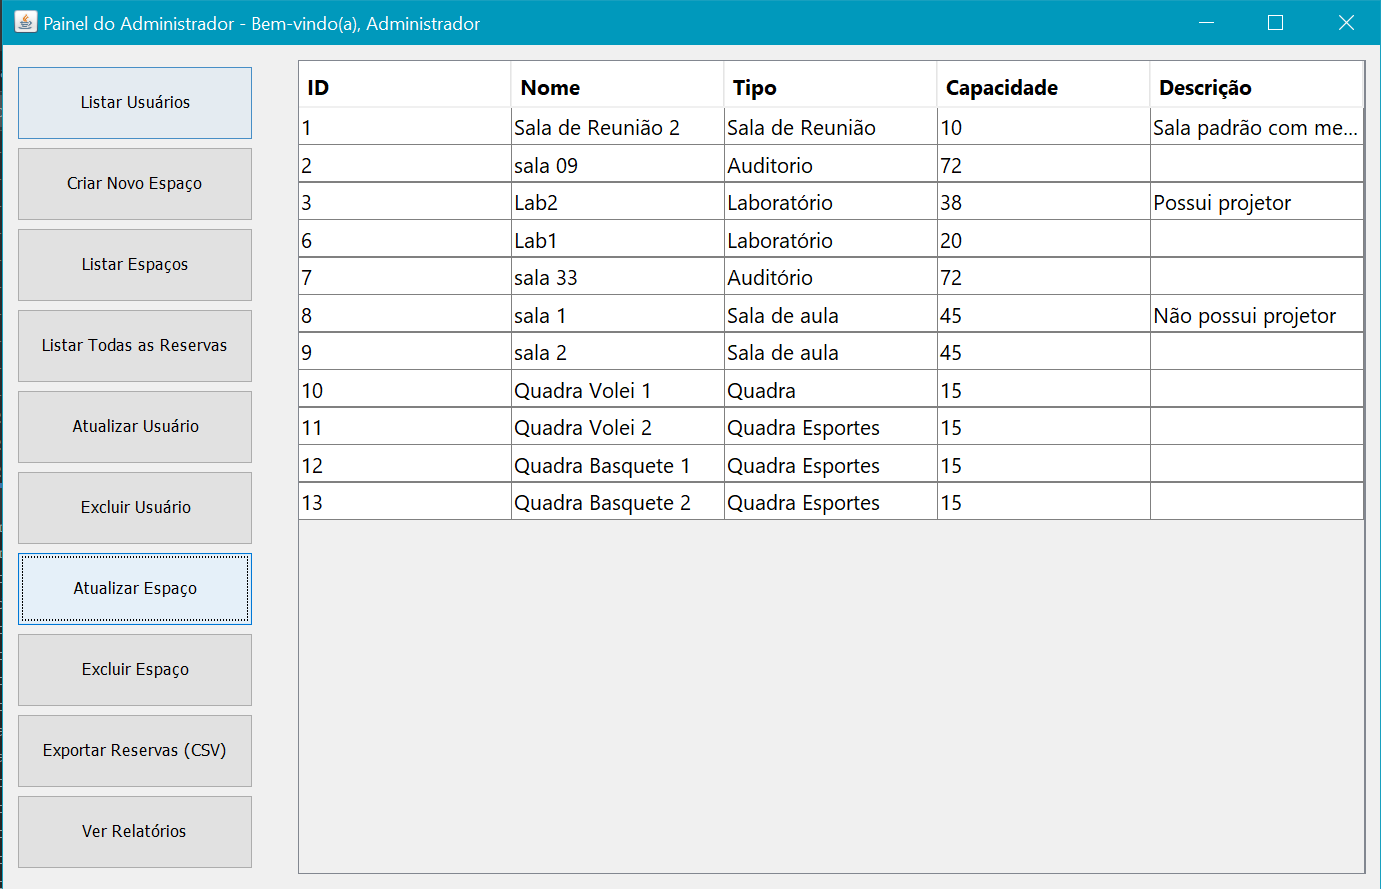 Painel do Administrador - Bem-vindo(a), Administrador
Listar Usuários
Criar Novo Espaço
Listar Espaços
Listar Todas as Reservas
Atualizar Usuário
Excluir Usuário
Atualizar Espaço
Excluir Espaço
Exportar Reservas (CSV)
Ver Relatórios
ID Nome Tipo Capacidade Descrição
1 Sala de Reunião 2 Sala de Reunião 10 Sala padrão com me...
2 sala 09 Auditorio 72
3 Lab2 Laboratório 38 Possui projetor
6 Lab1 Laboratório 20
7 sala 33 Auditório 72
8 sala 1 Sala de aula 45 Não possui projetor
9 sala 2 Sala de aula 45
10 Quadra Volei 1 Quadra 15
11 Quadra Volei 2 Quadra Esportes 15
12 Quadra Basquete 1 Quadra Esportes 15
13 Quadra Basquete 2 Quadra Esportes 15